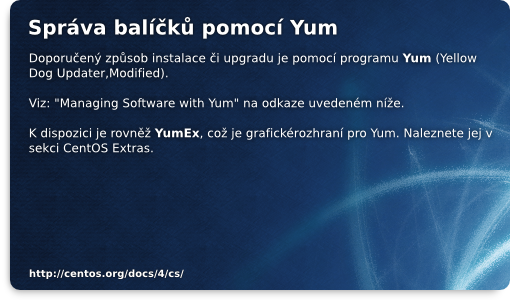 Správa balíčků pomocí Yum
Doporučený způsob instalace či upgradu je pomocí programu Yum (Yellow
Dog Updater,Modified).
Viz: "Managing Software with Yum" na odkaze uvedeném níže.
K dispozici je rovněž YumEx, což je grafickérozhraní pro Yum. Naleznete jej v
sekci CentOS Extras.
http://centos.org/docs/4/cs/